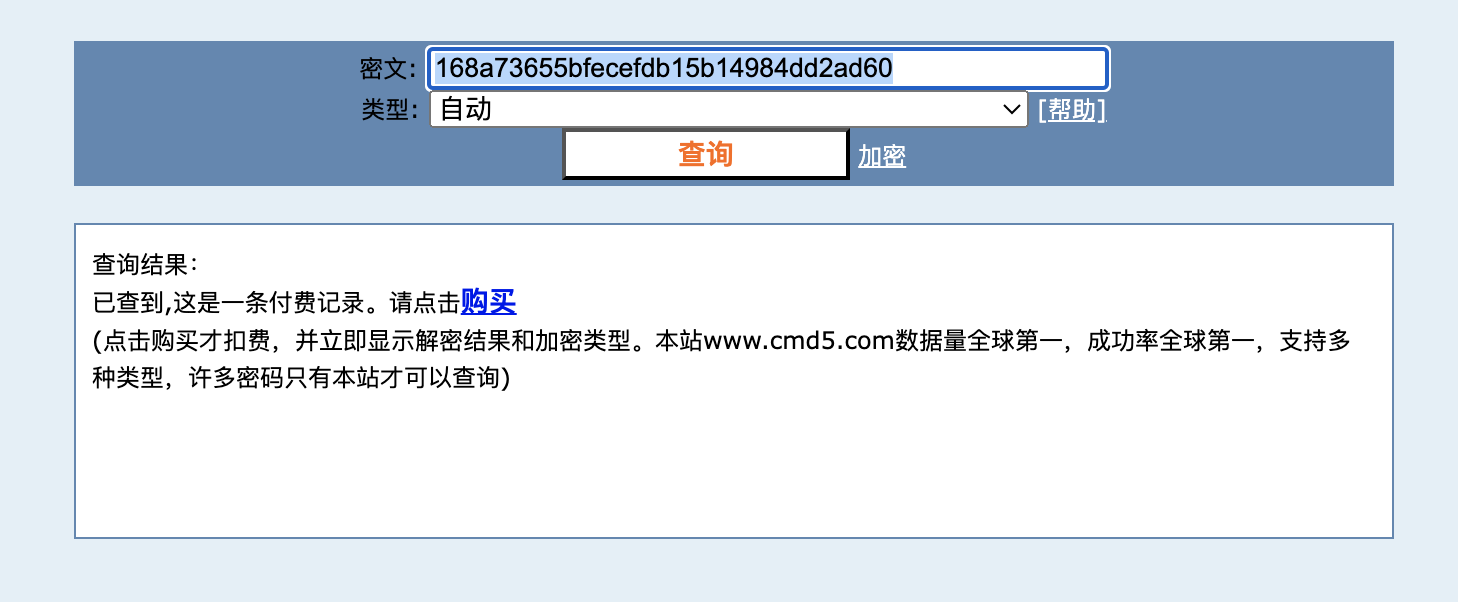 密文: 168a73655bfecefdb15b14984dd2ad60
类型: 自动 [帮助]
查询 加密
查询结果:
已查到,这是一条付费记录。请点击购买
(点击购买才扣费，并立即显示解密结果和加密类型。本站www.cmd5.com数据量全球第一，成功率全球第一，支持多
种类型，许多密码只有本站才可以查询)